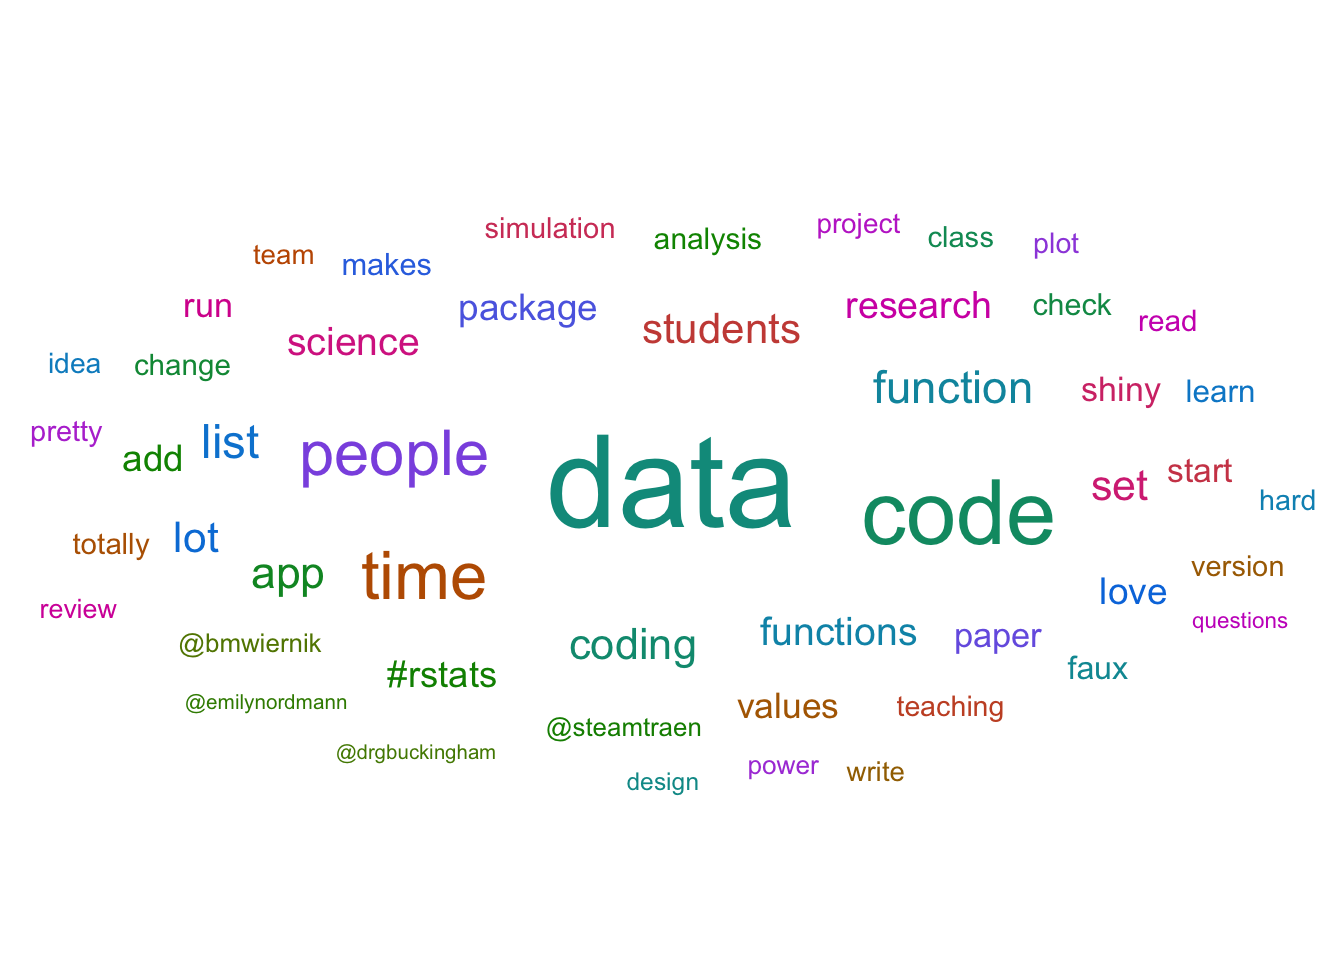 simulation
analysis
project
class
plot
team
makes
run
science
package
students
research
check
read
idea
change
function
shiny
learn
pretty
add
list
people
data
code
set
start
hard
totally
lot
app
time
version
love
review
questions
@bmwiernik
#rstats
coding
functions
paper
faux
@emilynordmann
@steamtraen
values
teaching
@drgbuckingham
design
power
write